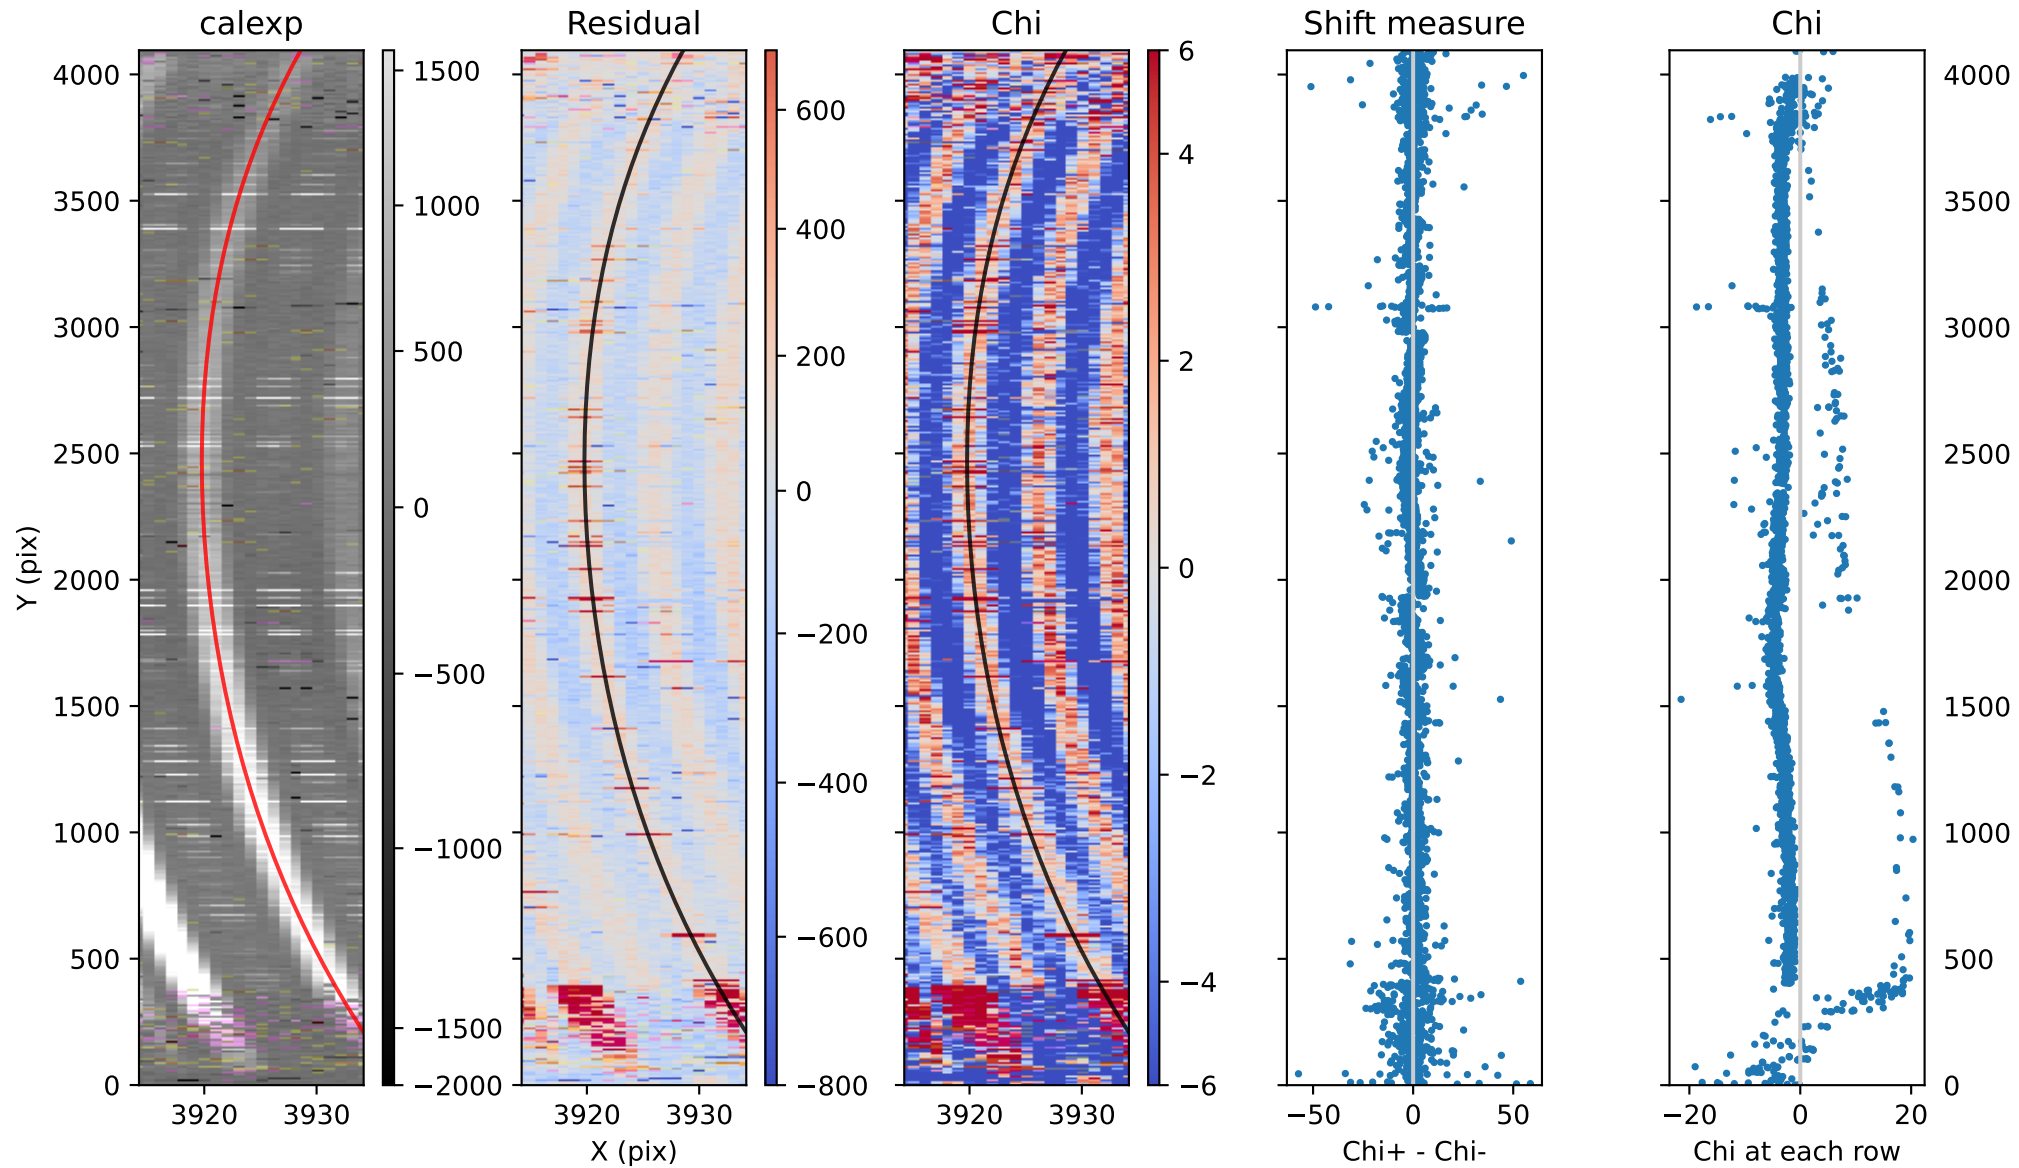 calexp Residual Chi Shift measure Chi
4000 1500 600 6 4000
3500 1000 400 4 3500
3000 500 200 2 3000
2500 0 0 0 2500
2000 −500 −200 −2 2000
1500 −1000 −400 −4 1500
1000 −1500 −600 −6 1000
500 −2000 −800 500
0 0
Y (pix)
3920 3930 3920 3930 3920 3930 −50 0 50 −20 0 20
X (pix) Chi+ - Chi- Chi at each row